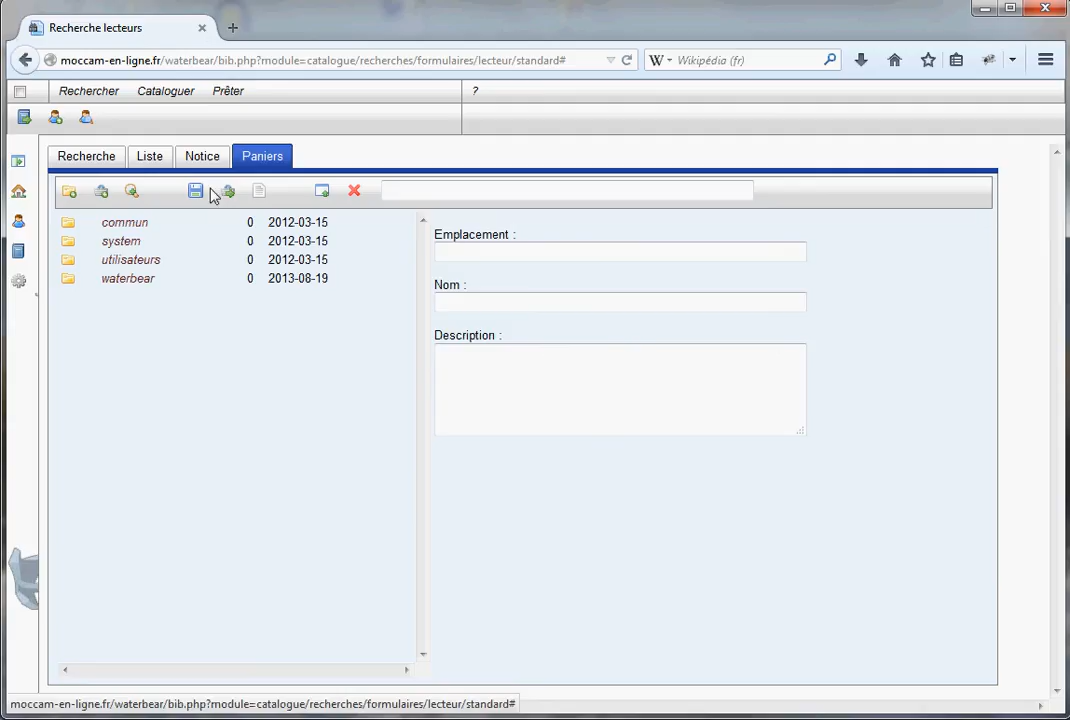 Recherche lecteurs
moccam-en-ligne.fr/waterbear/bib.php?module=catalogue/recherches/formulaires/lecteur/standard#
W Wikipédia (fr)
Rechercher Cataloguer Prêter ?
Recherche Liste Notice Paniers
commun 0 2012-03-15
system 0 2012-03-15
utilisateurs 0 2012-03-15
waterbear 0 2013-08-19
Emplacement :
Nom :
Description :
moccam-en-ligne.fr/waterbear/bib.php?module=catalogue/recherches/formulaires/lecteur/standard#